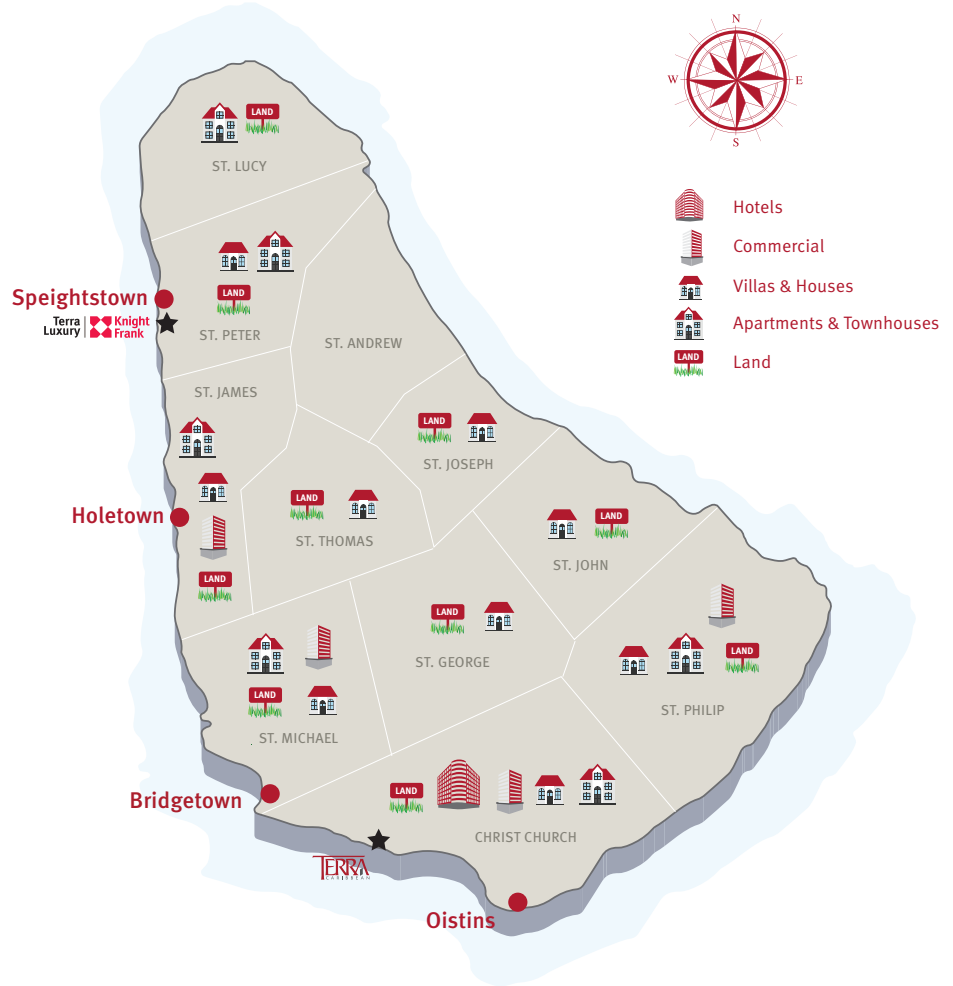 N
W
E
S
LAND
ST. LUCY
Hotels
Commercial
Villas & Houses
Apartments & Townhouses
LAND
Land
LAND
Speightstown
Terra
Luxury
Knight
Frank
ST. PETER
ST. ANDREW
ST. JAMES
LAND
ST. JOSEPH
LAND
ST. THOMAS
Holetown
LAND
ST. JOHN
LAND
LAND
ST. GEORGE
LAND
ST. PHILIP
LAND
ST. MICHAEL
Bridgetown
LAND
CHRIST CHURCH
TERRA
CARIBBEAN
Oistins